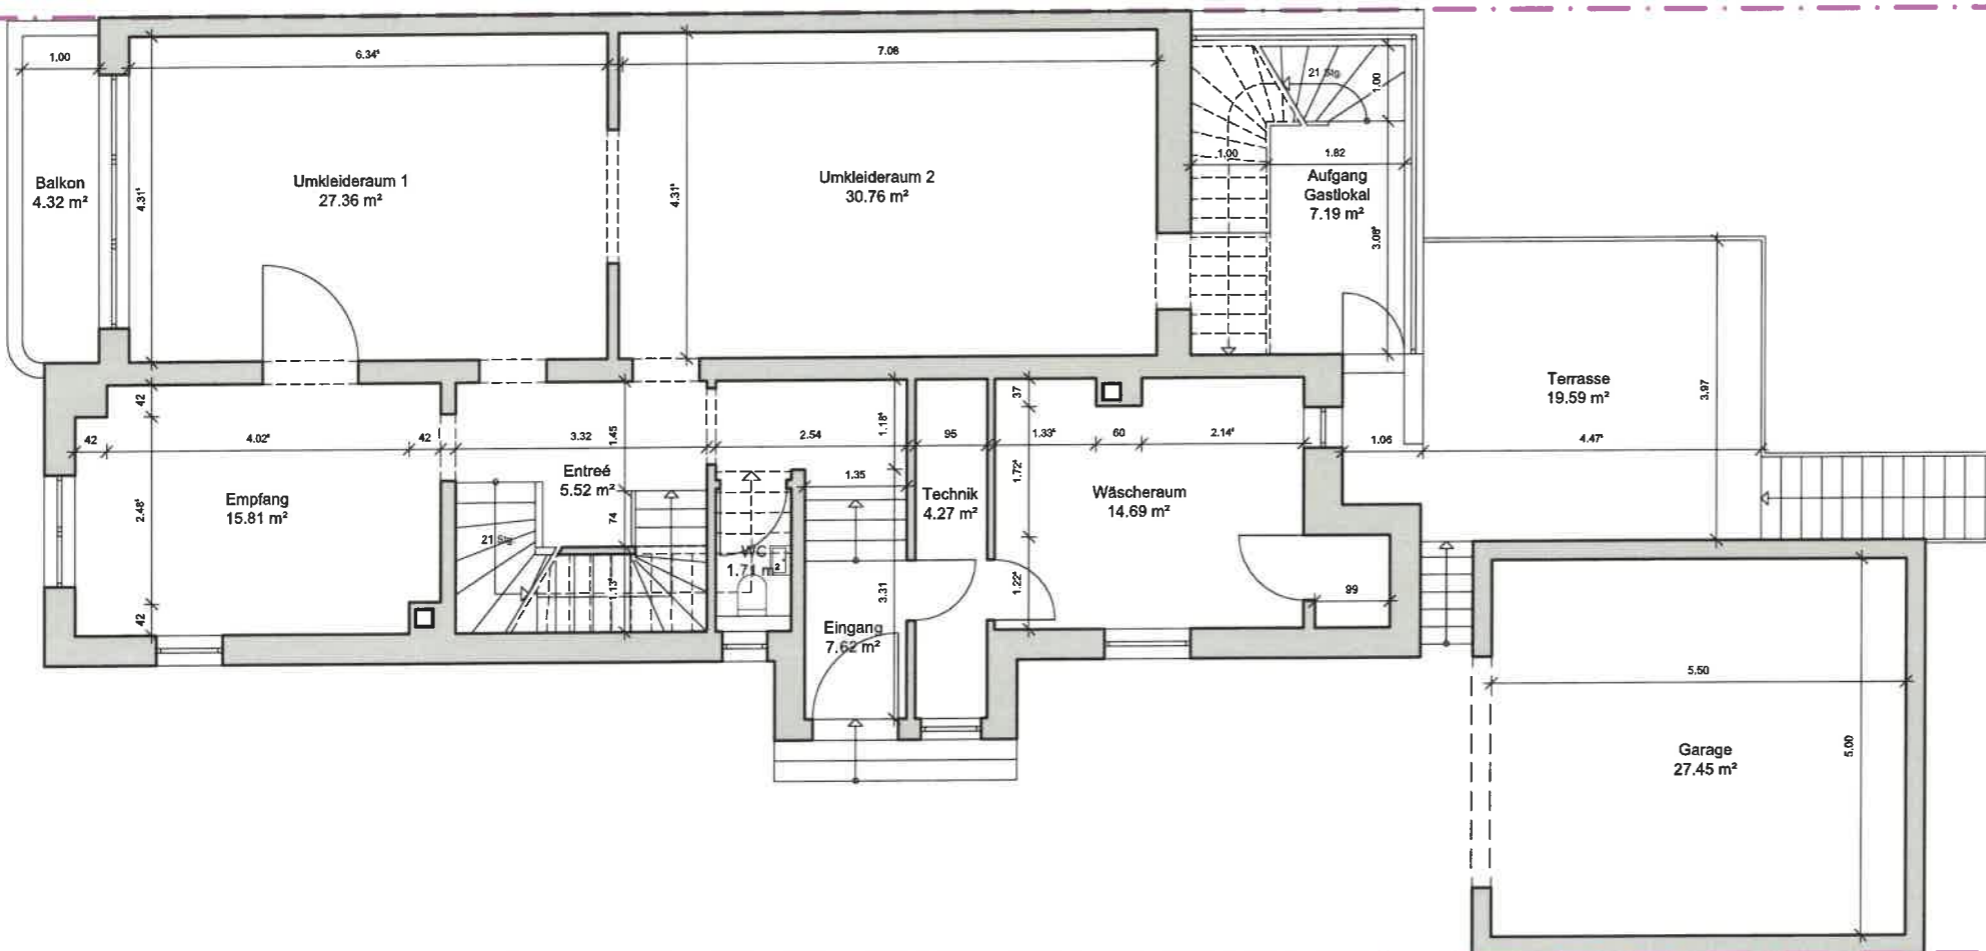 1.00
6.34⁵
7.08
21 Stg
1.00
Balkon
4.32 m²
4.31⁵
Umkleideraum 1
27.36 m²
4.31⁵
Umkleideraum 2
30.76 m²
1.00
1.82
Aufgang
Gastlokal
7.19 m²
3.08⁵
Terrasse
19.59 m²
3.97
42
42
4.02⁵
42
3.32
1.45
2.54
1.18⁵
95
37
1.33⁵
60
2.14⁵
1.06
4.47⁵
Empfang
15.81 m²
2.48⁵
Entreé
5.52 m²
74
1.35
Technik
4.27 m²
1.72⁵
Wäscheraum
14.69 m²
21 Stg
WC
1.71 m²
1.13⁵
3.31
1.22⁵
99
42
Eingang
7.62 m²
5.50
Garage
27.45 m²
5.00